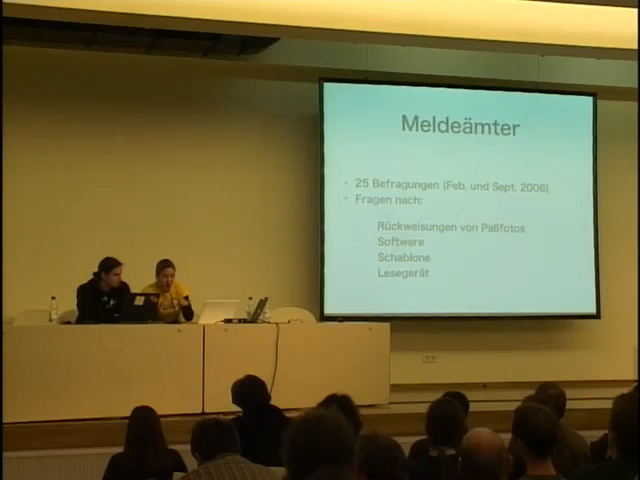 Meldeämter
· 25 Befragungen (Feb. und Sept. 2006)
· Fragen nach:
Rückweisungen von Paßfotos
Software
Schablone
Lesegerät